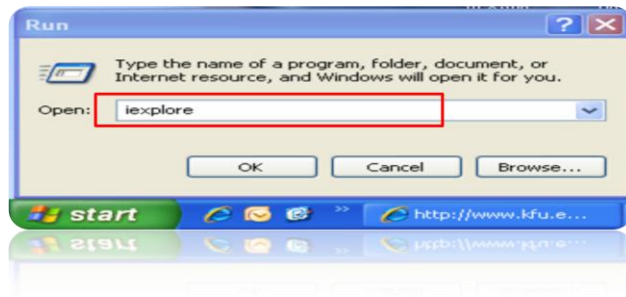 Run
Type the name of a program, folder, document, or
Internet resource, and Windows will open it for you.
Open: iexplore
OK Cancel Browse...
start http://www.kfu.e...